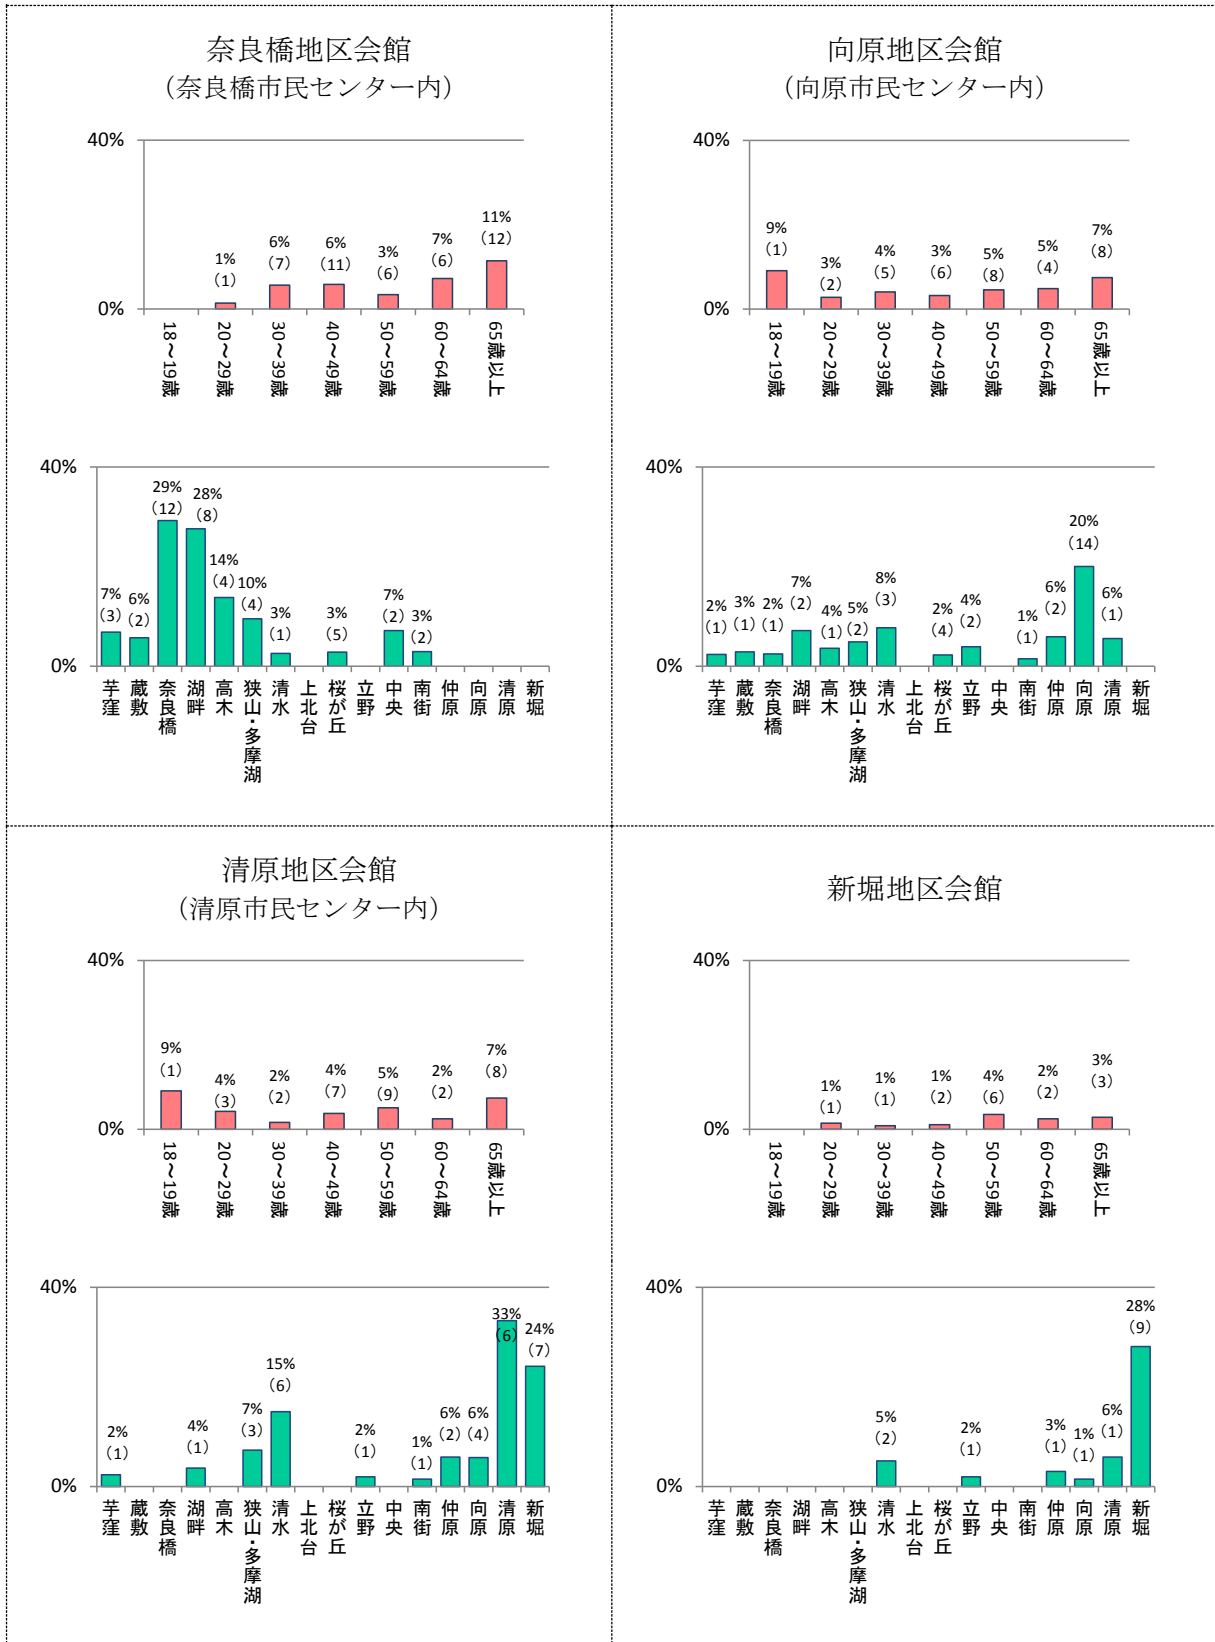 奈良橋地区会館
（奈良橋市民センター内）
40%
0%
1%
（1）
6%
（7）
6%
（11）
3%
（6）
7%
（6）
11%
（12）
18～19歳
20～29歳
30～39歳
40～49歳
50～59歳
60～64歳
65歳以上
40%
0%
7%
（3）
6%
（2）
29%
（12）
28%
（8）
14%
（4）
10%
（4）
3%
（1）
3%
（5）
7%
（2）
3%
（2）
芋窪
蔵敷
奈良橋
湖畔
高木
狭山・多摩湖
清水
上北台
桜が丘
立野
中央
南街
仲原
向原
清原
新堀
向原地区会館
（向原市民センター内）
40%
0%
9%
（1）
3%
（2）
4%
（5）
3%
（6）
5%
（8）
5%
（4）
7%
（8）
18～19歳
20～29歳
30～39歳
40～49歳
50～59歳
60～64歳
65歳以上
40%
0%
2%
（1）
3%
（1）
2%
（1）
7%
（2）
4%
（1）
5%
（2）
8%
（3）
2%
（4）
4%
（2）
1%
（1）
6%
（2）
20%
（14）
6%
（1）
芋窪
蔵敷
奈良橋
湖畔
高木
狭山・多摩湖
清水
上北台
桜が丘
立野
中央
南街
仲原
向原
清原
新堀
清原地区会館
（清原市民センター内）
40%
0%
9%
（1）
4%
（3）
2%
（2）
4%
（7）
5%
（9）
2%
（2）
7%
（8）
18～19歳
20～29歳
30～39歳
40～49歳
50～59歳
60～64歳
65歳以上
40%
0%
2%
（1）
4%
（1）
7%
（3）
15%
（6）
2%
（1）
1%
（1）
6%
（2）
6%
（4）
33%
（6）
24%
（7）
芋窪
蔵敷
奈良橋
湖畔
高木
狭山・多摩湖
清水
上北台
桜が丘
立野
中央
南街
仲原
向原
清原
新堀
新堀地区会館
40%
0%
1%
（1）
1%
（1）
1%
（2）
4%
（6）
2%
（2）
3%
（3）
18～19歳
20～29歳
30～39歳
40～49歳
50～59歳
60～64歳
65歳以上
40%
0%
5%
（2）
2%
（1）
3%
（1）
1%
（1）
6%
（1）
28%
（9）
芋窪
蔵敷
奈良橋
湖畔
高木
狭山・多摩湖
清水
上北台
桜が丘
立野
中央
南街
仲原
向原
清原
新堀